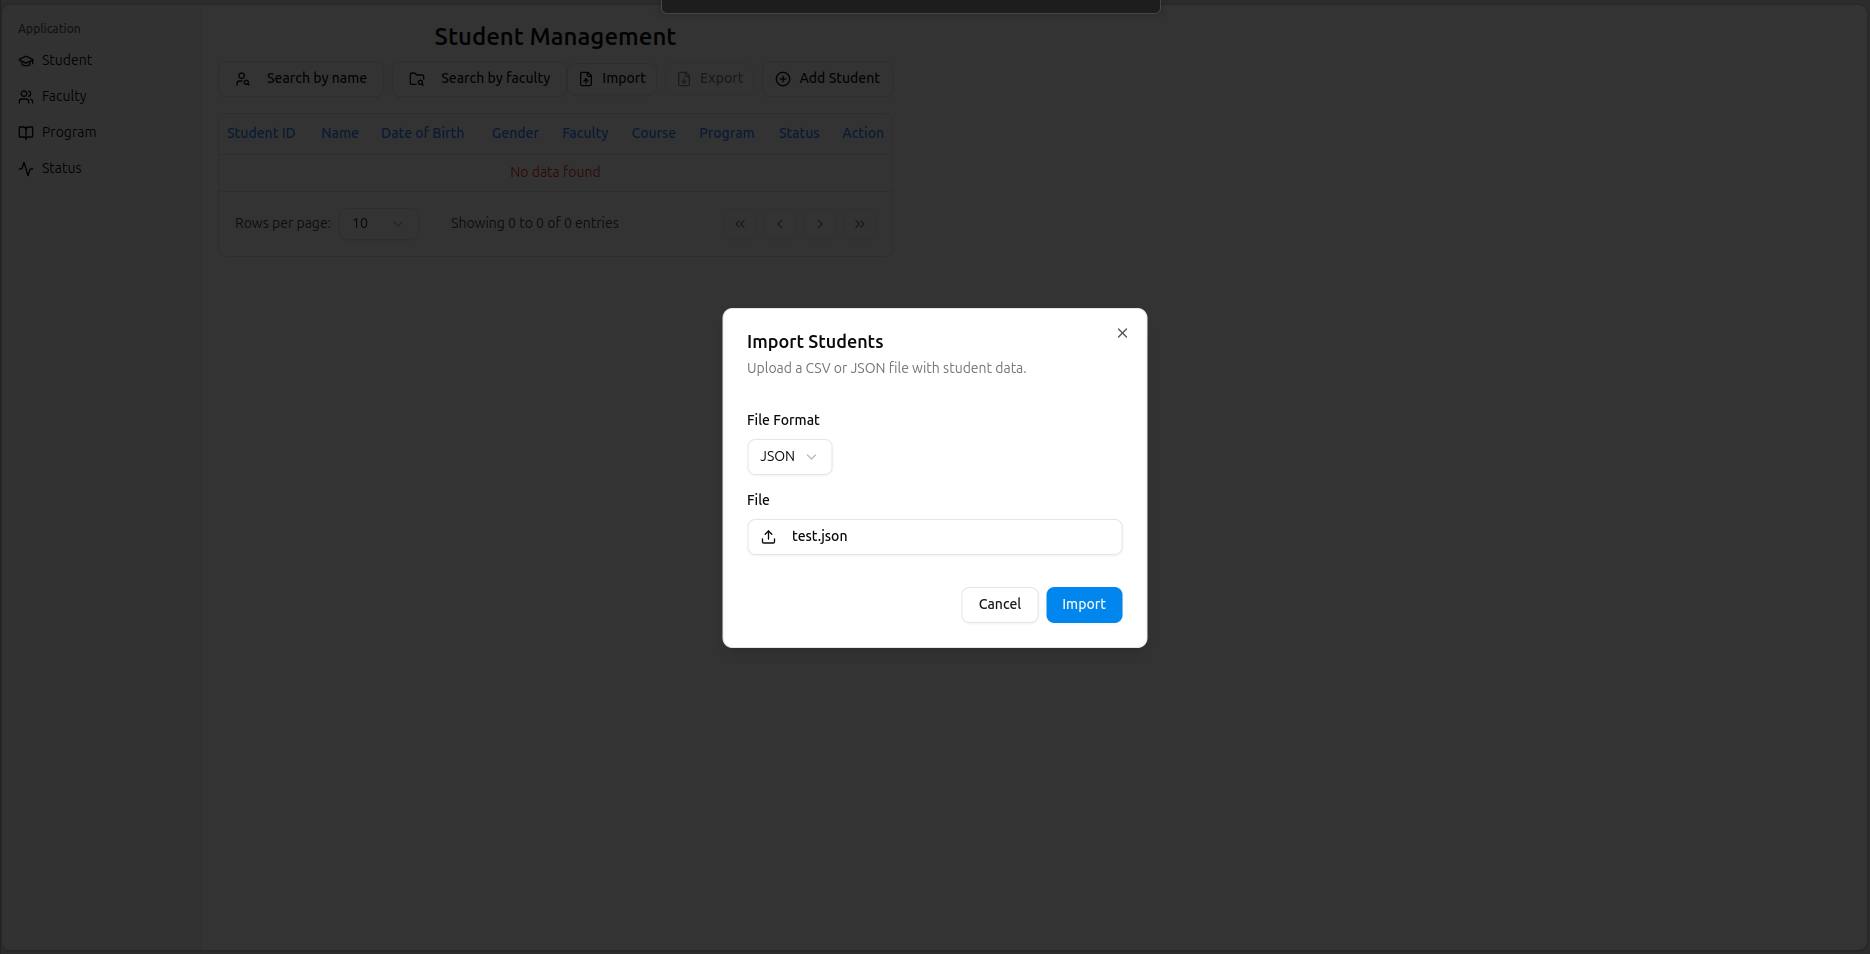 Application
Student
Faculty
Program
Status
Student Management
Search by name
Search by faculty
Import
Export
Add Student
Student ID Name Date of Birth Gender Faculty Course Program Status Action
No data found
Rows per page: 10 Showing 0 to 0 of 0 entries
Import Students
Upload a CSV or JSON file with student data.
File Format
JSON
File
test.json
Cancel
Import